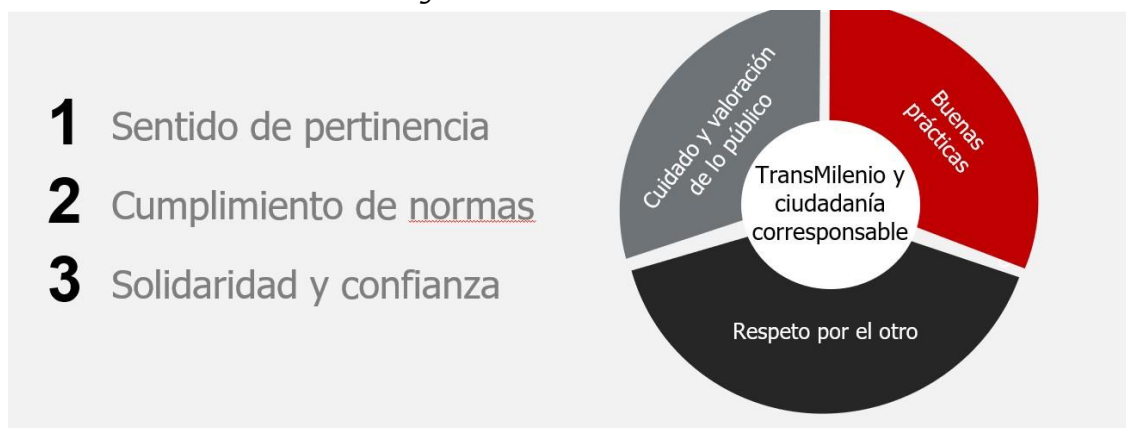 1 Sentido de pertinencia
2 Cumplimiento de normas
3 Solidaridad y confianza
Cuidado y valoración
de lo público
Buenas
prácticas
TransMilenio y
ciudadanía
corresponsable
Respeto por el otro